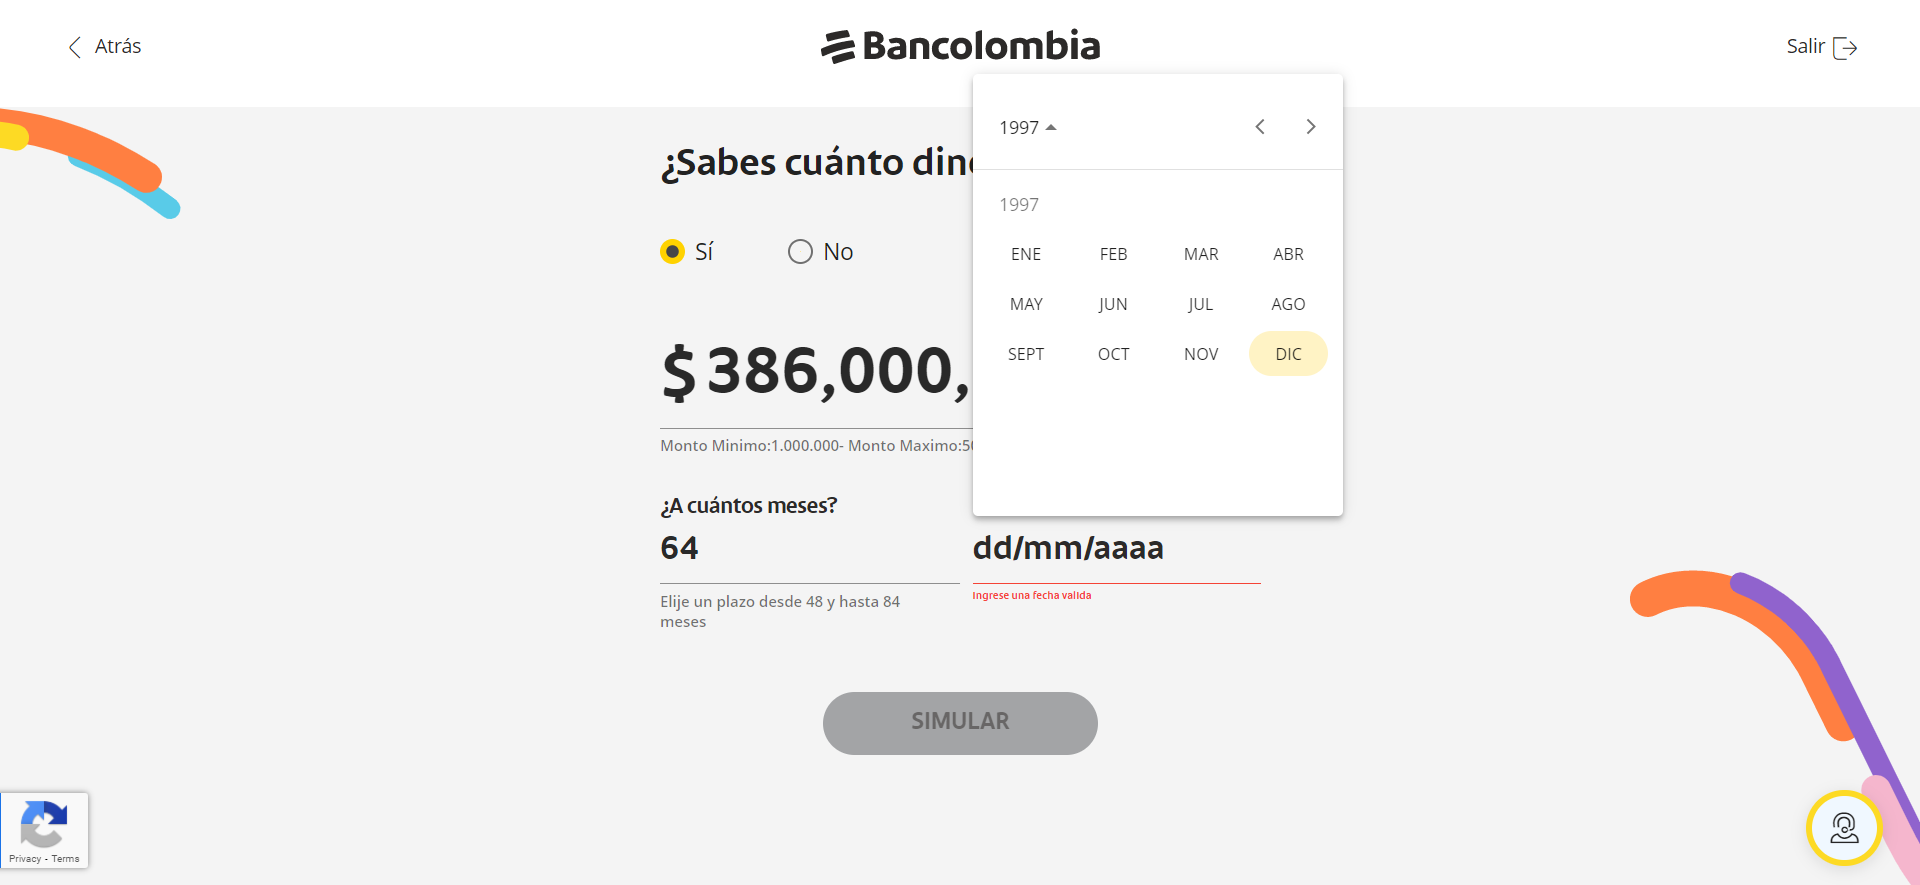 Atrás
Bancolombia
Salir
¿Sabes cuánto
Sí
No
$ 386,000,
Monto Minimo:1.000.000- Monto Maximo:
1997
1997
ENE FEB MAR ABR
MAY JUN JUL AGO
SEPT OCT NOV DIC
¿A cuántos meses?
64
dd/mm/aaaa
Elije un plazo desde 48 y hasta 84
meses
Ingrese una fecha valida
SIMULAR
Privacy - Terms